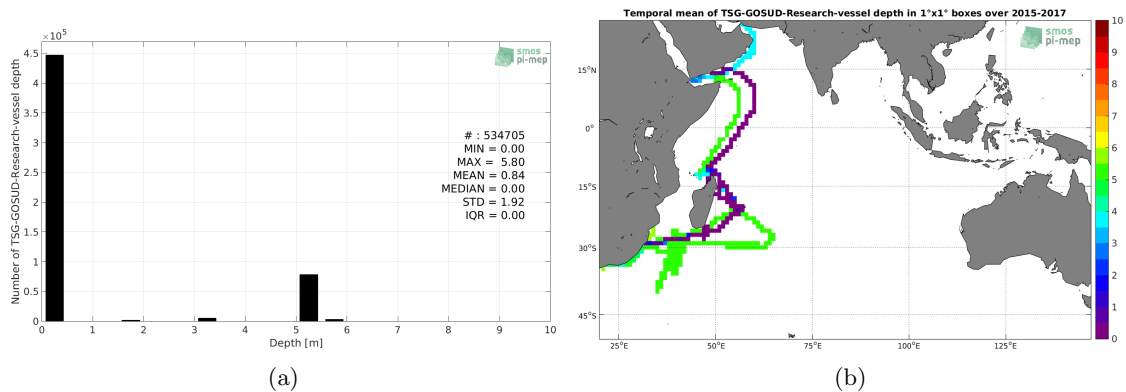 ×10⁵
4.5
4
3.5
3
2.5
2
1.5
1
0.5
0
Number of TSG-GOSUD-Research-vessel depth
smos
pi-mep
# : 534705
MIN = 0.00
MAX = 5.80
MEAN = 0.84
MEDIAN = 0.00
STD = 1.92
IQR = 0.00
0 1 2 3 4 5 6 7 8 9 10
Depth [m]
(a)
Temporal mean of TSG-GOSUD-Research-vessel depth in 1°x1° boxes over 2015-2017
smos
pi-mep
15°N
0°
15°S
30°S
45°S
25°E 50°E 75°E 100°E 125°E
10
9
8
7
6
5
4
3
2
1
0
(b)